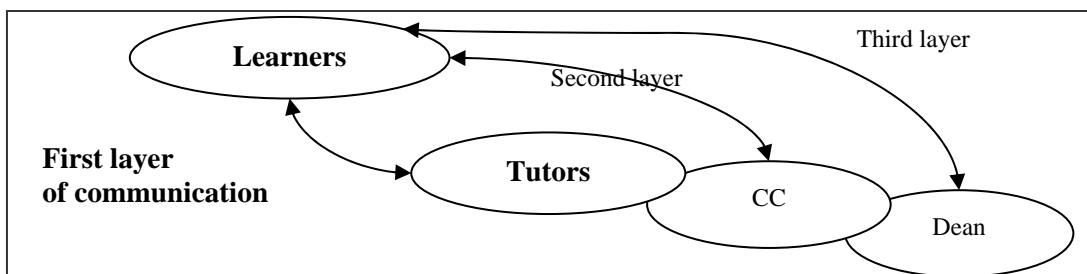 Third layer
Learners
Second layer
First layer
of communication
Tutors
CC
Dean